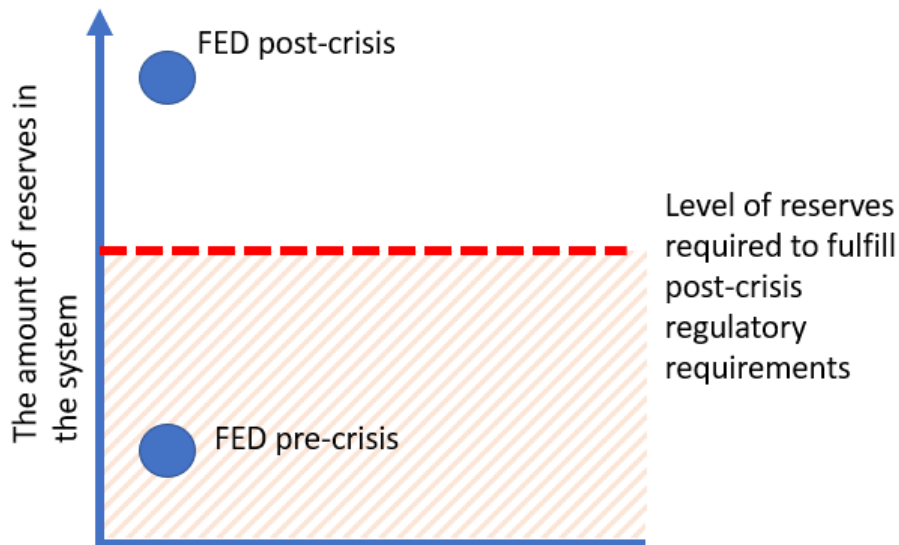 FED post-crisis
The amount of reserves in
the system
Level of reserves
required to fulfill
post-crisis
regulatory
requirements
FED pre-crisis